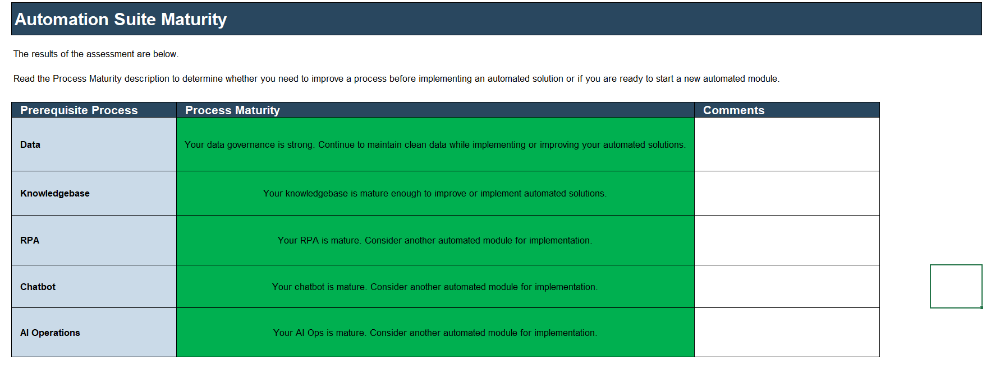 Automation Suite Maturity
The results of the assessment are below.
Read the Process Maturity description to determine whether you need to improve a process before implementing an automated solution or if you are ready to start a new automated module.
Prerequisite Process
Process Maturity
Comments
Data
Your data governance is strong. Continue to maintain clean data while implementing or improving your automated solutions.
Knowledgebase
Your knowledgebase is mature enough to improve or implement automated solutions.
RPA
Your RPA is mature. Consider another automated module for implementation.
Chatbot
Your chatbot is mature. Consider another automated module for implementation.
AI Operations
Your AI Ops is mature. Consider another automated module for implementation.